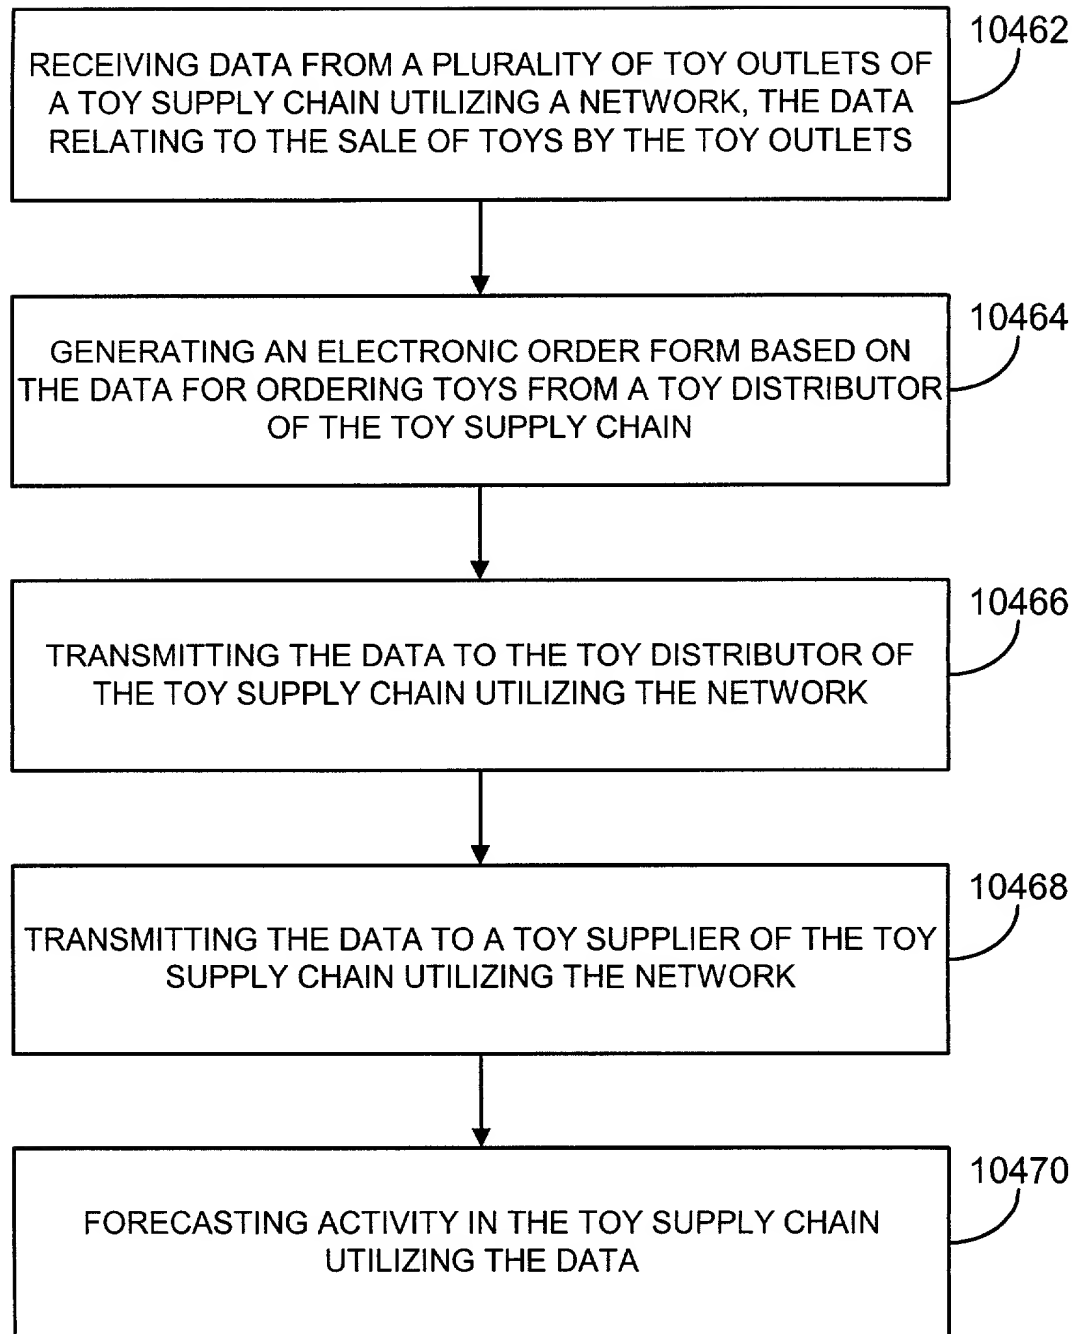 10462
RECEIVING DATA FROM A PLURALITY OF TOY OUTLETS OF
A TOY SUPPLY CHAIN UTILIZING A NETWORK, THE DATA
RELATING TO THE SALE OF TOYS BY THE TOY OUTLETS
10464
GENERATING AN ELECTRONIC ORDER FORM BASED ON
THE DATA FOR ORDERING TOYS FROM A TOY DISTRIBUTOR
OF THE TOY SUPPLY CHAIN
10466
TRANSMITTING THE DATA TO THE TOY DISTRIBUTOR OF
THE TOY SUPPLY CHAIN UTILIZING THE NETWORK
10468
TRANSMITTING THE DATA TO A TOY SUPPLIER OF THE TOY
SUPPLY CHAIN UTILIZING THE NETWORK
10470
FORECASTING ACTIVITY IN THE TOY SUPPLY CHAIN
UTILIZING THE DATA